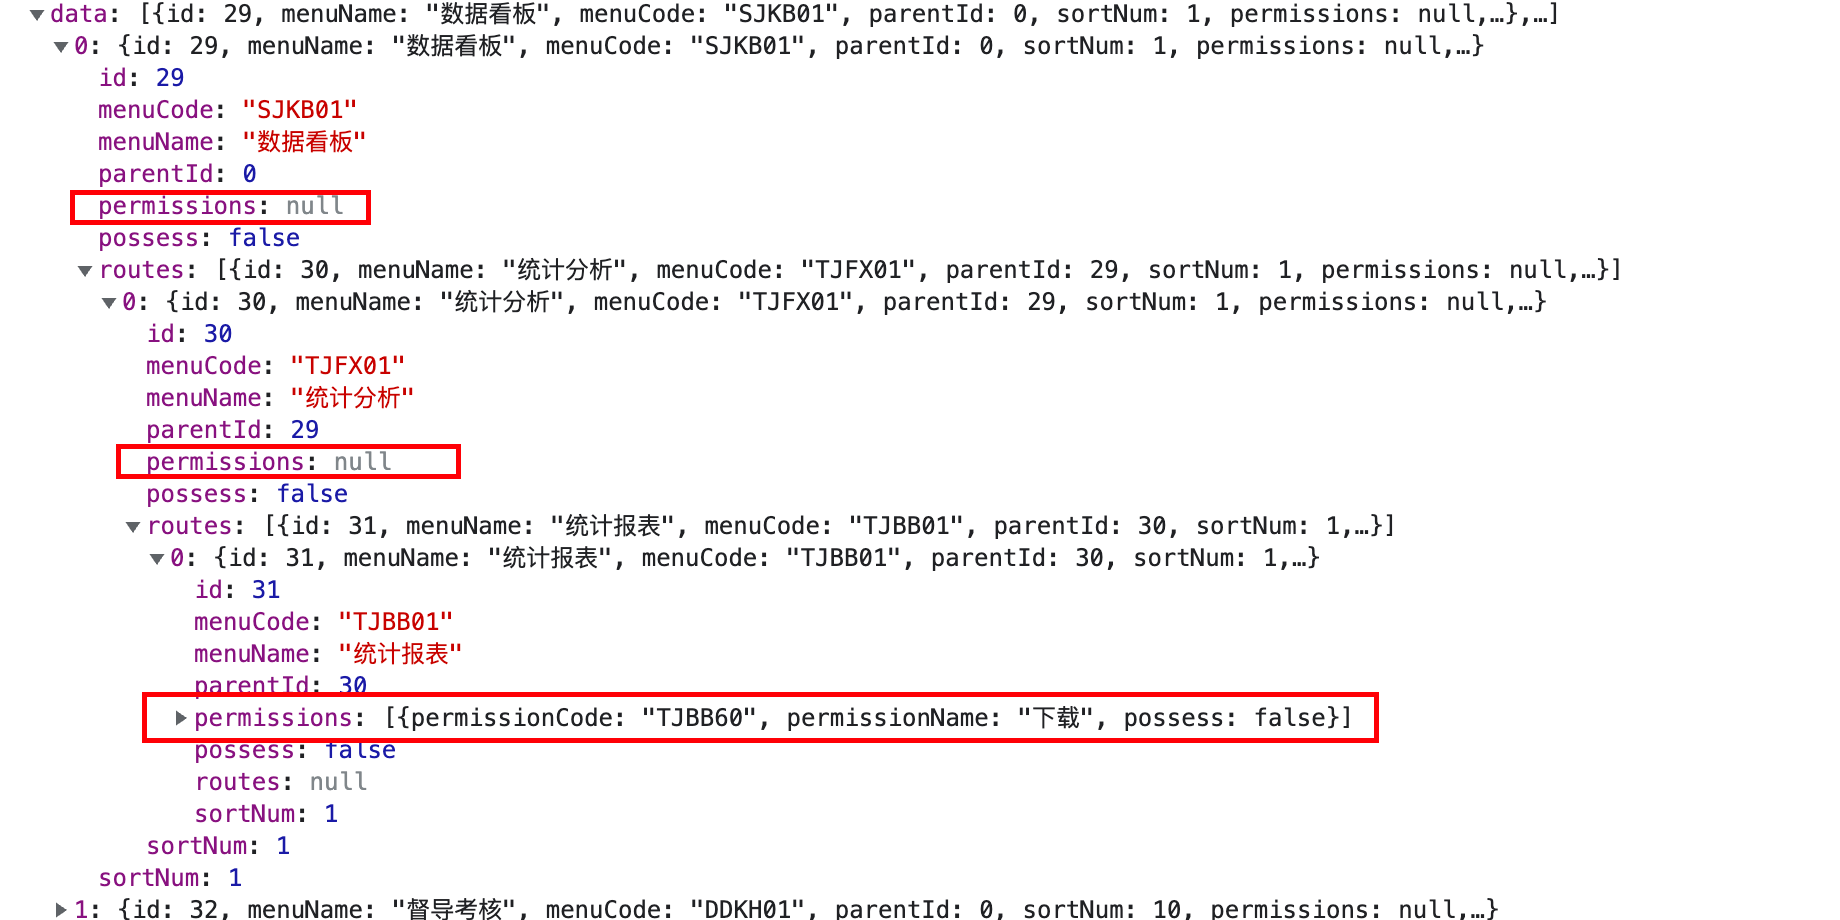 ▼data: [{id: 29, menuName: "数据看板", menuCode: "SJKB01", parentId: 0, sortNum: 1, permissions: null,…},…]
▼0: {id: 29, menuName: "数据看板", menuCode: "SJKB01", parentId: 0, sortNum: 1, permissions: null,…}
id: 29
menuCode: "SJKB01"
menuName: "数据看板"
parentId: 0
permissions: null
possess: false
▼routes: [{id: 30, menuName: "统计分析", menuCode: "TJFX01", parentId: 29, sortNum: 1, permissions: null,…}]
▼0: {id: 30, menuName: "统计分析", menuCode: "TJFX01", parentId: 29, sortNum: 1, permissions: null,…}
id: 30
menuCode: "TJFX01"
menuName: "统计分析"
parentId: 29
permissions: null
possess: false
▼routes: [{id: 31, menuName: "统计报表", menuCode: "TJBB01", parentId: 30, sortNum: 1,…}]
▼0: {id: 31, menuName: "统计报表", menuCode: "TJBB01", parentId: 30, sortNum: 1,…}
id: 31
menuCode: "TJBB01"
menuName: "统计报表"
parentId: 30
▶permissions: [{permissionCode: "TJBB60", permissionName: "下载", possess: false}]
possess: false
routes: null
sortNum: 1
sortNum: 1
sortNum: 1
▶1: {id: 32, menuName: "督导考核", menuCode: "DDKH01", parentId: 0, sortNum: 10, permissions: null,…}